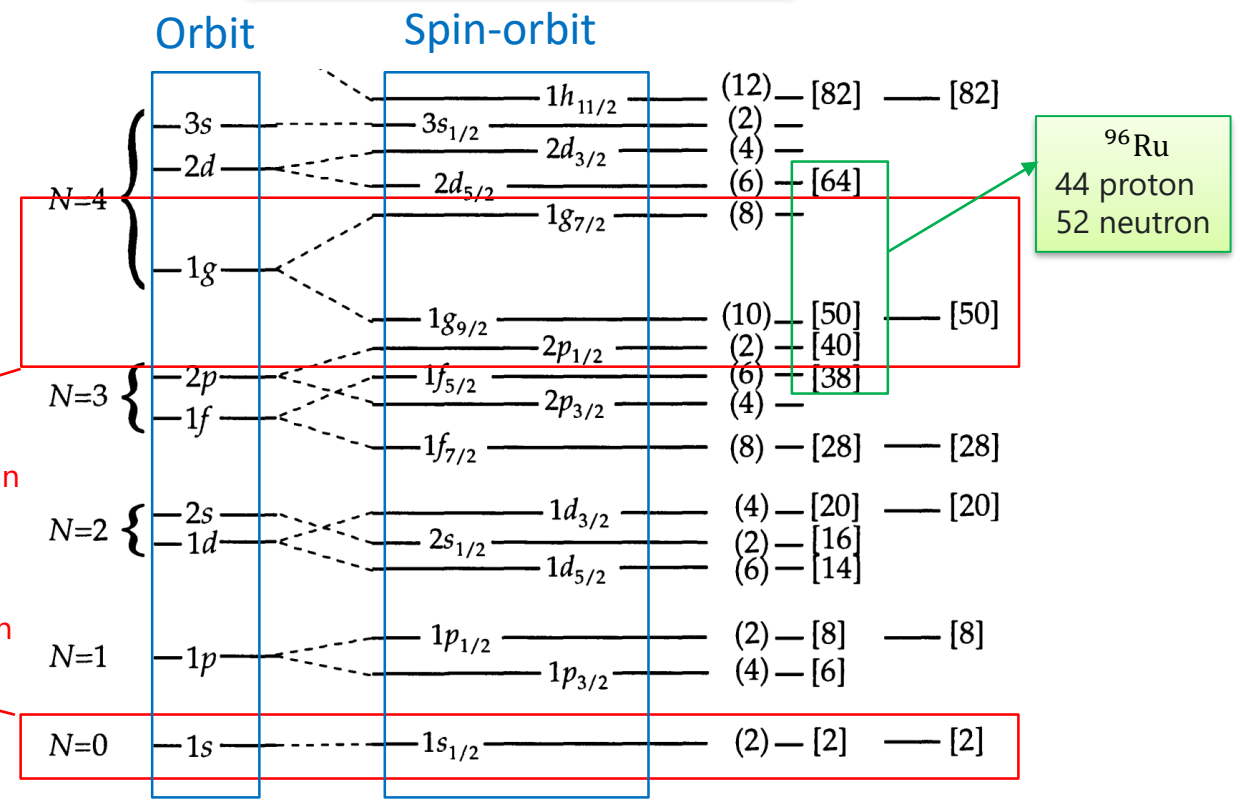 Orbit Spin-orbit
1h11/2 (12) [82] [82]
3s 3s1/2 (2)
2d3/2 (4)
2d
2d5/2 (6) [64]
N=4
1g7/2 (8)
1g
1g9/2 (10) [50] [50]
2p1/2 (2) [40]
2p 1f5/2 (6) [38]
N=3
2p3/2 (4)
1f
1f7/2 (8) [28] [28]
n
2s 1d3/2 (4) [20] [20]
N=2
1d 2s1/2 (2) [16]
1d5/2 (6) [14]
n
1p1/2 (2) [8] [8]
N=1 1p
1p3/2 (4) [6]
N=0 1s 1s1/2 (2) [2] [2]
96Ru
44 proton
52 neutron